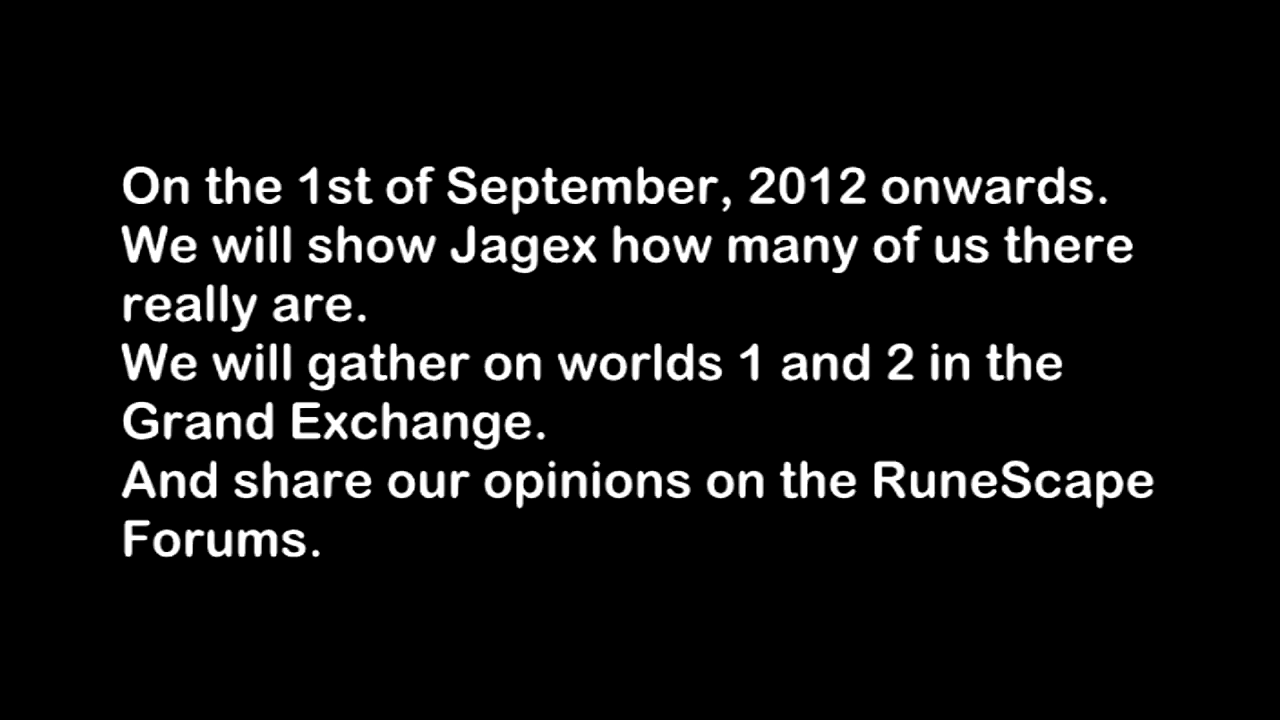 On the 1st of September, 2012 onwards.
We will show Jagex how many of us there
really are.
We will gather on worlds 1 and 2 in the
Grand Exchange.
And share our opinions on the RuneScape
Forums.